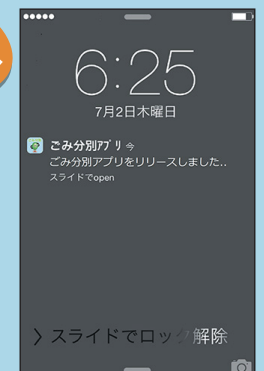 6:25
7月2日木曜日
ごみ分別ｱﾌﾟﾘ 今
ごみ分別アプリをリリースしました..
スライドでopen
スライドでロック解除